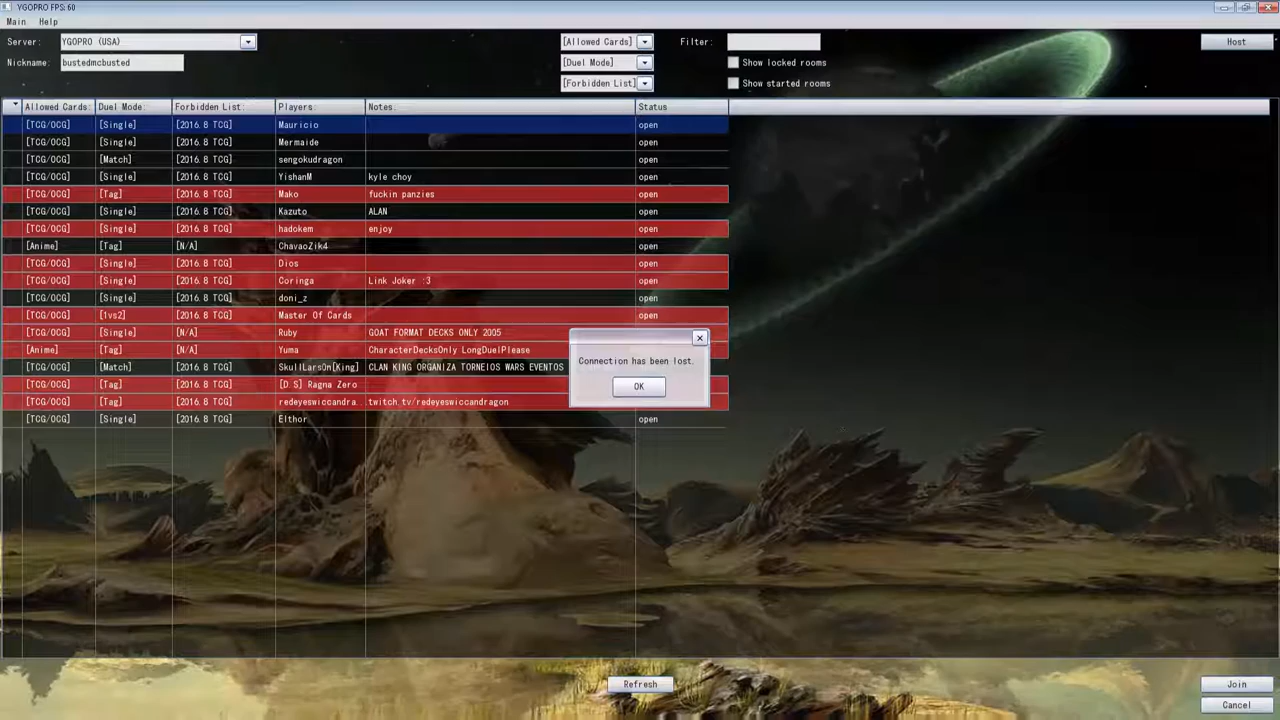 YGOPRO FPS: 60
Main Help
Server: YGOPRO (USA) [Allowed Cards] Filter: Host
Nickname: bustedmcbusted [Duel Mode] Show locked rooms
[Forbidden List] Show started rooms
Allowed Cards: Duel Mode: Forbidden List: Players: Notes: Status
[TCG/OCG] [Single] [2016.8 TCG] Mauricio open
[TCG/OCG] [Single] [2016.8 TCG] Mermaide open
[TCG/OCG] [Match] [2016.8 TCG] sengokudragon open
[TCG/OCG] [Single] [2016.8 TCG] YishanM kyle choy open
[TCG/OCG] [Tag] [2016.8 TCG] Mako fuckin panzies open
[TCG/OCG] [Single] [2016.8 TCG] Kazuto ALAN open
[TCG/OCG] [Single] [2016.8 TCG] hadokem enjoy open
[Anime] [Tag] [N/A] ChavaoZik4 open
[TCG/OCG] [Single] [2016.8 TCG] Dios open
[TCG/OCG] [Single] [2016.8 TCG] Coringa Link Joker :3 open
[TCG/OCG] [Single] [2016.8 TCG] doni_z open
[TCG/OCG] [1vs2] [2016.8 TCG] Master Of Cards open
[TCG/OCG] [Single] [N/A] Ruby GOAT FORMAT DECKS ONLY 2005
[Anime] [Tag] [N/A] Yuma CharacterDecksOnly LongDuelPlease
[TCG/OCG] [Match] [2016.8 TCG] SkullLarsOn[King] CLAN KING ORGANIZA TORNEIOS WARS EVENTOS
[TCG/OCG] [Tag] [2016.8 TCG] [D.S] Ragna Zero
[TCG/OCG] [Tag] [2016.8 TCG] redeyeswiccandra... twitch.tv/redeyeswiccandragon
[TCG/OCG] [Single] [2016.8 TCG] Elthor open
Connection has been lost.
OK
Refresh Join
Cancel